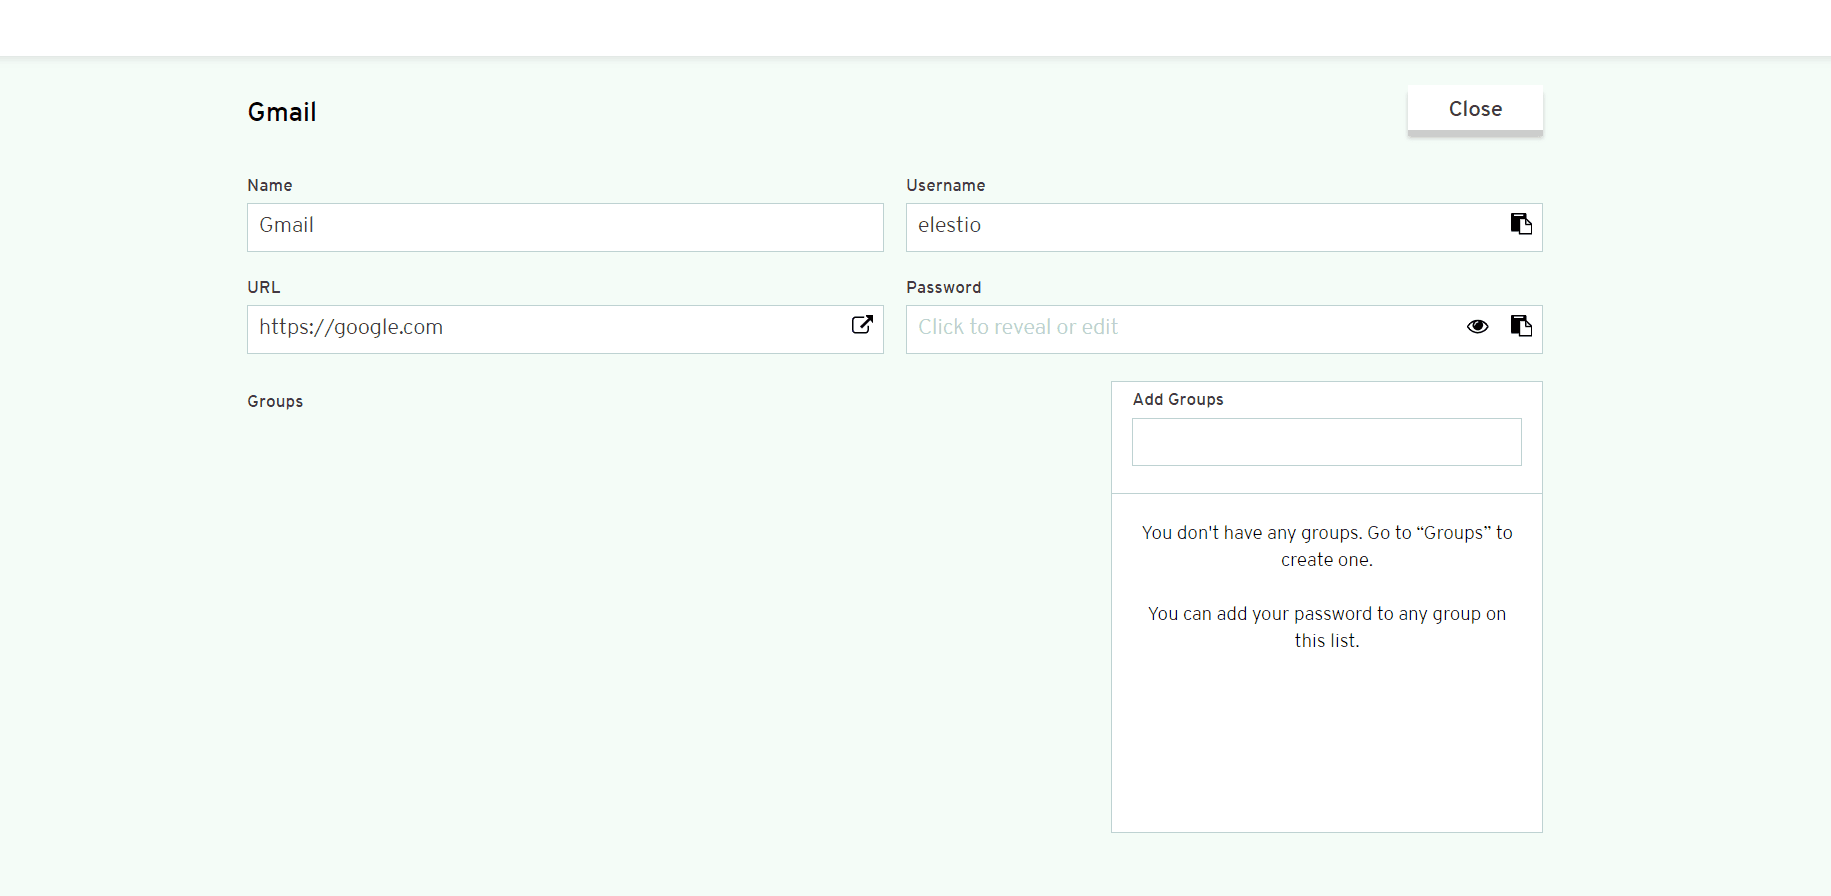 Gmail
Close
Name
Username
Gmail
elestio
URL
Password
https://google.com
Click to reveal or edit
Groups
Add Groups
You don't have any groups. Go to “Groups” to
create one.
You can add your password to any group on
this list.